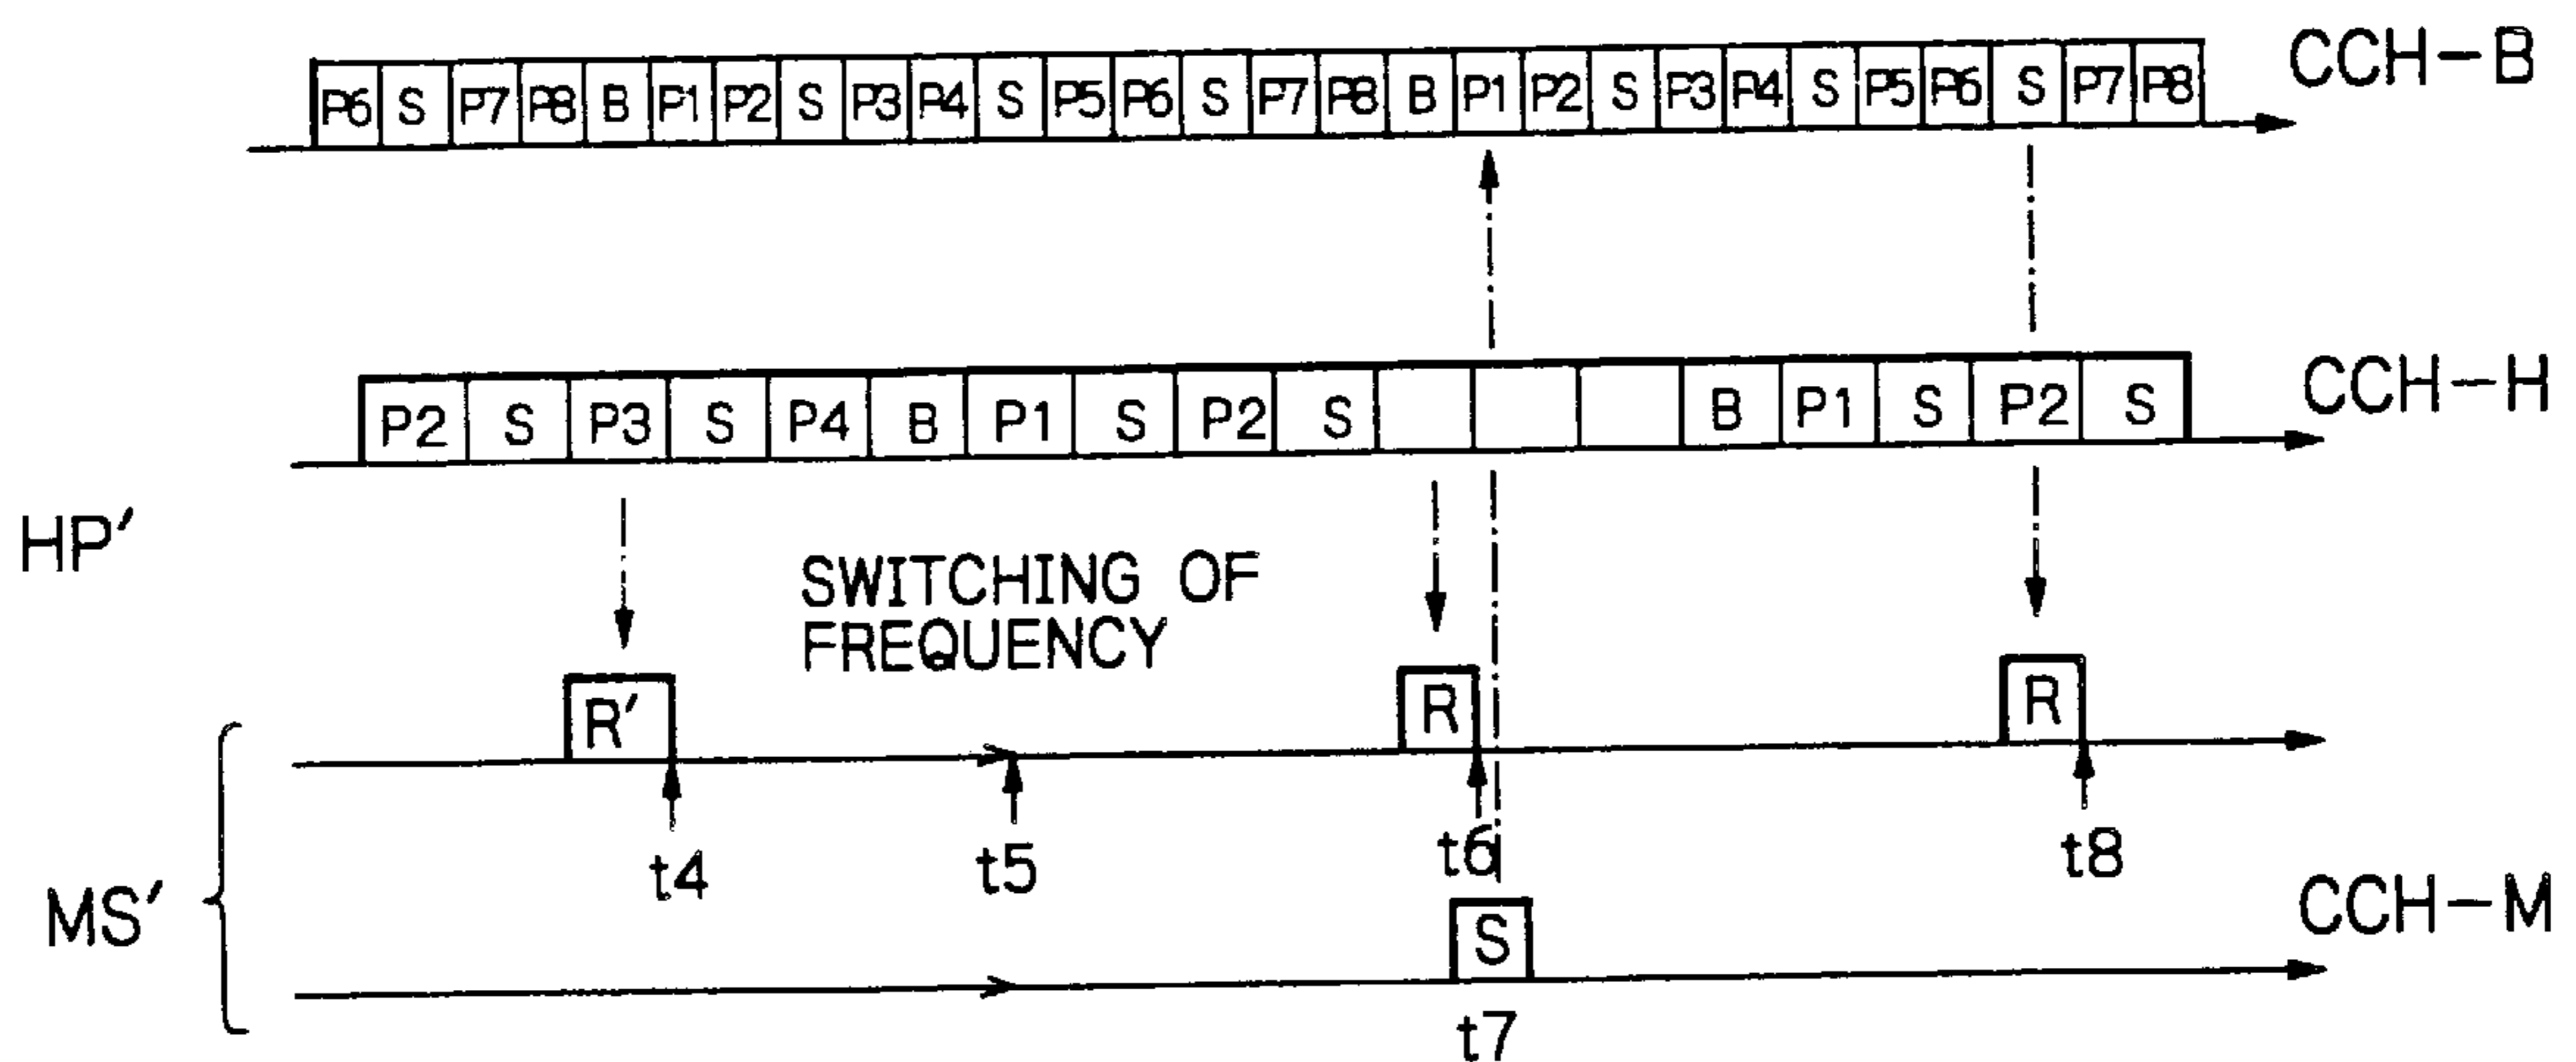 P6 S P7 P8 B P1 P2 S P3 P4 S P5 P6 S P7 P8 B P1 P2 S P3 P4 S P5 P6 S P7 P8 CCH-B
P2 S P3 S P4 B P1 S P2 S B P1 S P2 S CCH-H
HP'
SWITCHING OF
FREQUENCY
R' R R
t4 t5 t6 t8
MS' CCH-M
S
t7